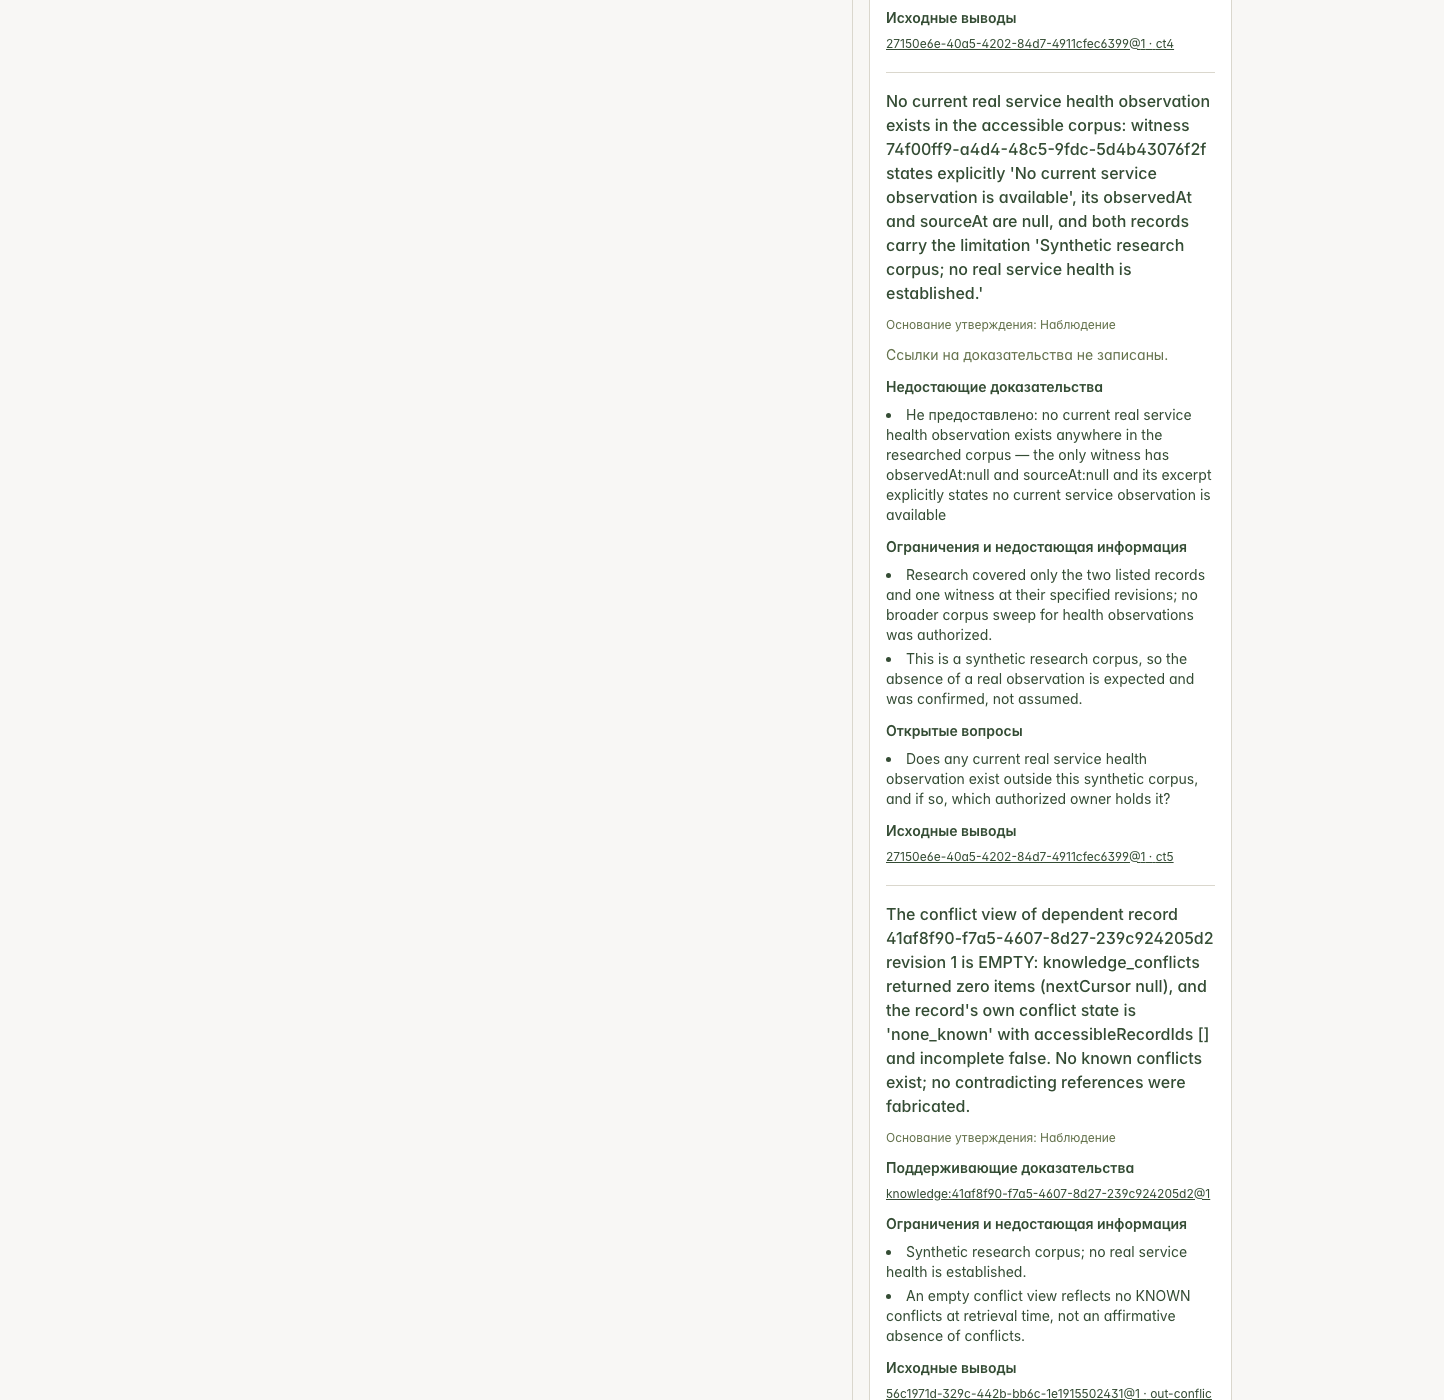 Исходные выводы
27150e6e-40a5-4202-84d7-4911cfec6399@1 · ct4
No current real service health observation
exists in the accessible corpus: witness
74f00ff9-a4d4-48c5-9fdc-5d4b43076f2f
states explicitly 'No current service
observation is available', its observedAt
and sourceAt are null, and both records
carry the limitation 'Synthetic research
corpus; no real service health is
established.'
Основание утверждения: Наблюдение
Ссылки на доказательства не записаны.
Недостающие доказательства
• Не предоставлено: no current real service
health observation exists anywhere in the
researched corpus — the only witness has
observedAt:null and sourceAt:null and its excerpt
explicitly states no current service observation is
available
Ограничения и недостающая информация
• Research covered only the two listed records
and one witness at their specified revisions; no
broader corpus sweep for health observations
was authorized.
• This is a synthetic research corpus, so the
absence of a real observation is expected and
was confirmed, not assumed.
Открытые вопросы
• Does any current real service health
observation exist outside this synthetic corpus,
and if so, which authorized owner holds it?
Исходные выводы
27150e6e-40a5-4202-84d7-4911cfec6399@1 · ct5
The conflict view of dependent record
41af8f90-f7a5-4607-8d27-239c924205d2
revision 1 is EMPTY: knowledge_conflicts
returned zero items (nextCursor null), and
the record's own conflict state is
'none_known' with accessibleRecordIds []
and incomplete false. No known conflicts
exist; no contradicting references were
fabricated.
Основание утверждения: Наблюдение
Поддерживающие доказательства
knowledge:41af8f90-f7a5-4607-8d27-239c924205d2@1
Ограничения и недостающая информация
• Synthetic research corpus; no real service
health is established.
• An empty conflict view reflects no KNOWN
conflicts at retrieval time, not an affirmative
absence of conflicts.
Исходные выводы
56c1971d-329c-442b-bb6c-1e1915502431@1 · out-conflic